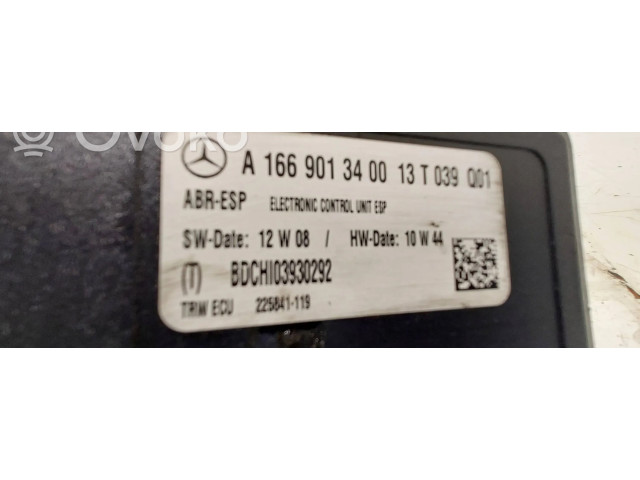 OVOKO
A 166 901 34 00 13 T 039 Q01
ABR-ESP ELECTRONIC CONTROL UNIT ESP
SW-Date: 12 W 08 / HW-Date: 10 W 44
(T) BDCHI03930292
TRW ECU 225841-119